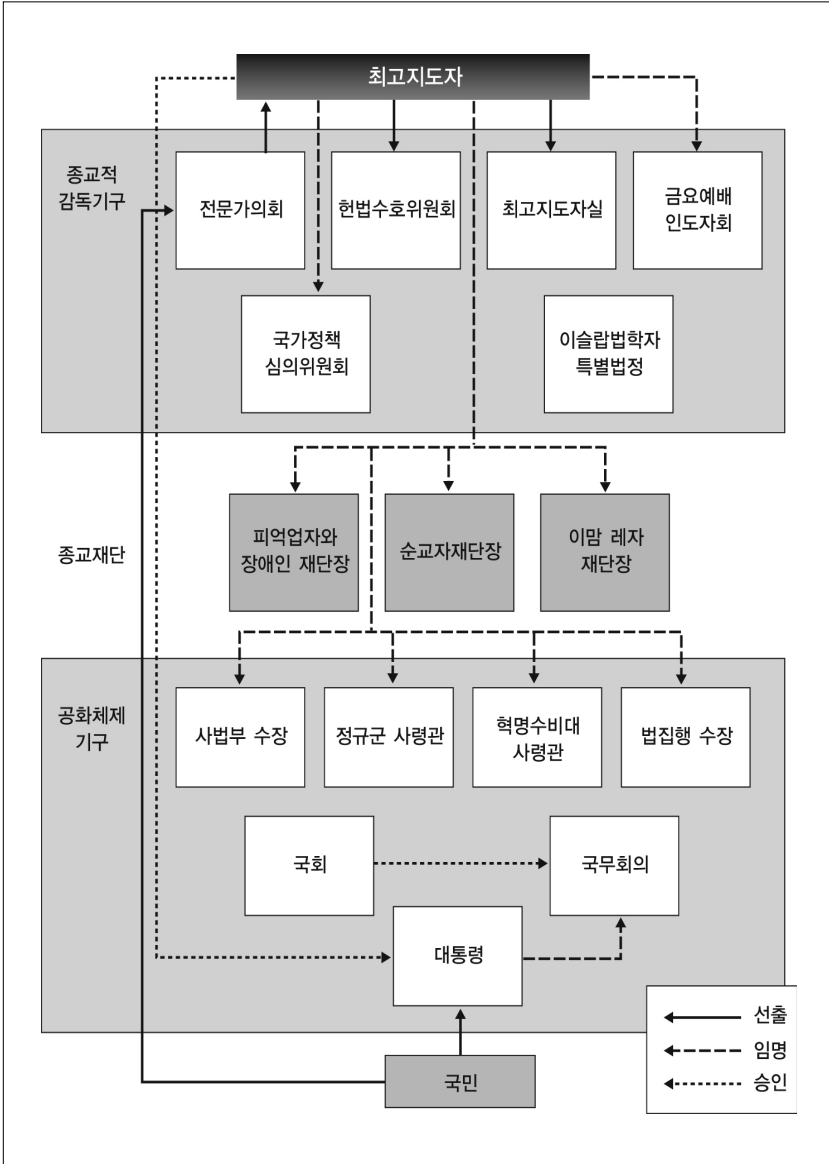 최고지도자
종교적
감독기구
전문가의회
헌법수호위원회
최고지도자실
금요예배
인도자회
국가정책
심의위원회
이슬랍법학자
특별법정
종교재단
피억업자와
장애인 재단장
순교자재단장
이맘 레자
재단장
공화체제
기구
사법부 수장
정규군 사령관
혁명수비대
사령관
법집행 수장
국회
국무회의
대통령
국민
선출
임명
승인